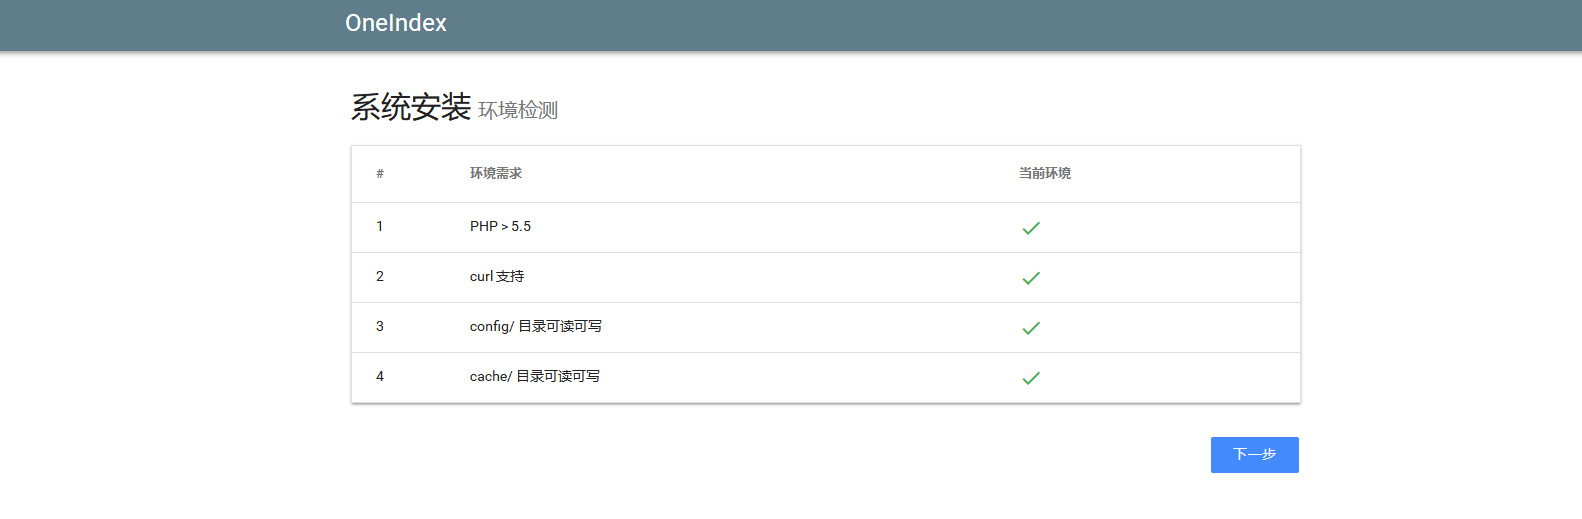 OneIndex
系统安装 环境检测
# 环境需求 当前环境
1 PHP > 5.5
2 curl 支持
3 config/ 目录可读可写
4 cache/ 目录可读可写
下一步